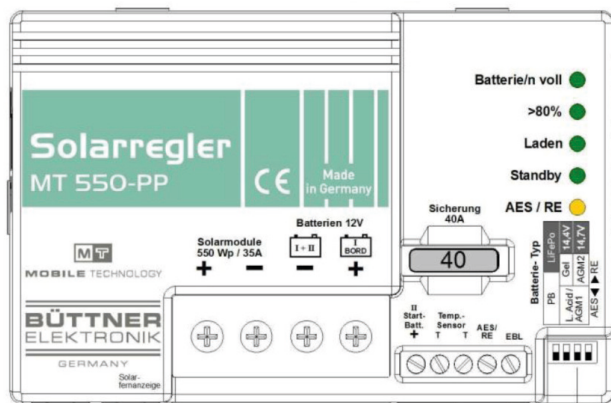 Batterie/n voll
>80%
Laden
Standby
AES / RE
Solarregler
MT 550-PP
CE
Made
in Germany
Batterien 12V
Solarmodule
550 Wp / 35A
I + II
I
BORD
+ − − +
Sicherung
40A
40
MT
MOBILE TECHNOLOGY
BÜTTNER
ELEKTRONIK
GERMANY
Solar-
fernanzeige
II
Start-
Batt.
+
Temp.-
Sensor
T T
AES/
RE
EBL
Batterie-Typ
PB
LiFePo
L. Acid /
AGM1
Gel
AGM2
14,4V
14,7V
AES ◄ ► RE